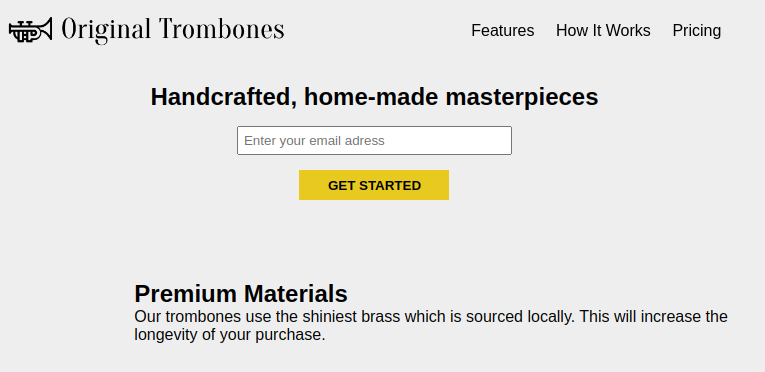 Original Trombones
Features How It Works Pricing
Handcrafted, home-made masterpieces
Enter your email adress
GET STARTED
Premium Materials
Our trombones use the shiniest brass which is sourced locally. This will increase the
longevity of your purchase.